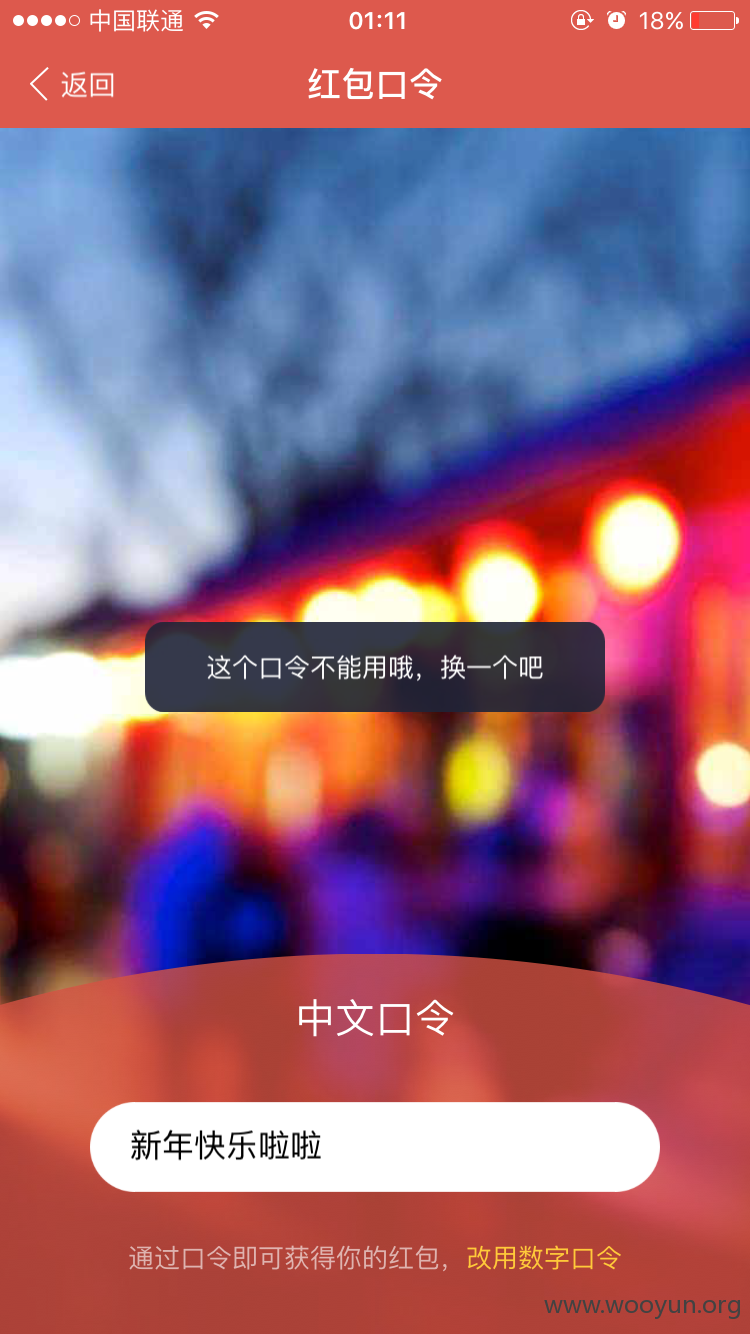 中国联通 01:11 18%
返回 红包口令
这个口令不能用哦，换一个吧
中文口令
新年快乐啦啦
通过口令即可获得你的红包，改用数字口令
www.wooyun.org